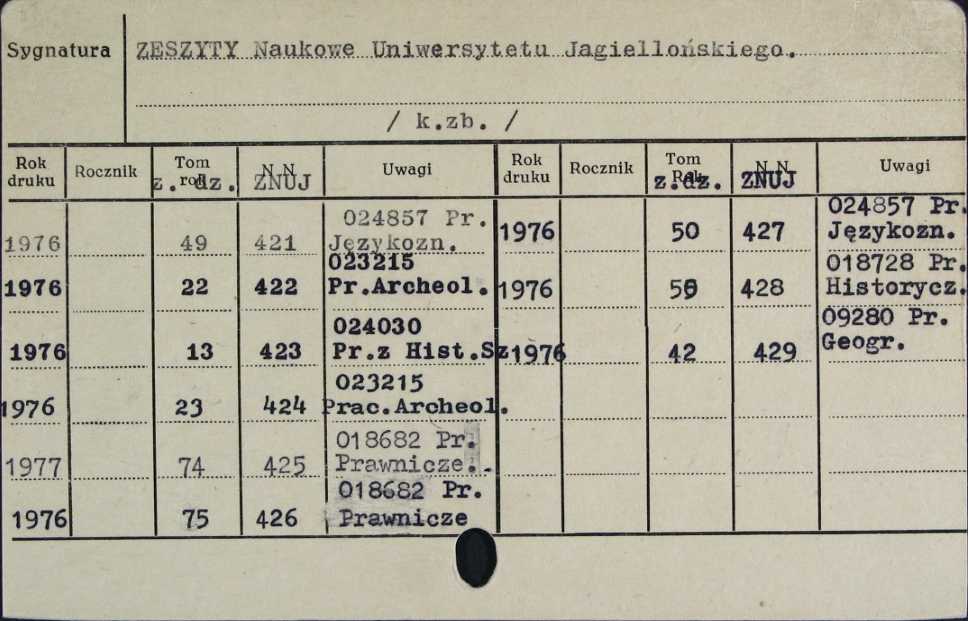 Sygnatura ZESZYTY Naukowe Uniwersytetu Jagiellońskiego.
/ k.zb. /
Rok druku Rocznik Tom rok z. dz. N.N. ZNUJ Uwagi Rok druku Rocznik Tom Rok z.dz. N.N. ZNUJ Uwagi
1976 49 421 024857 Pr. Językozn. 1976 50 427 024857 Pr. Językozn.
1976 22 422 023215 Pr.Archeol. 1976 428 018728 Pr. Historycz.
1976 13 423 024030 Pr.z Hist.Sz 1976 42 429 09280 Pr. Geogr.
1976 23 424 023215 Prac.Archeol.
1977 74 425 018682 Pr. Prawnicze..
1976 75 426 018682 Pr. Prawnicze